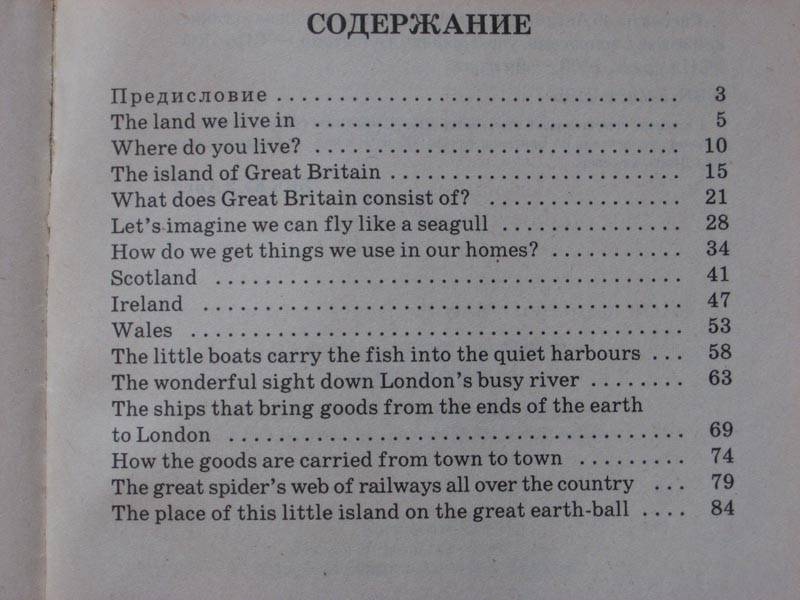 СОДЕРЖАНИЕ
Предисловие . . . . . . . . . . . . . . . . . . . . . . . . . . . . . . . . . 3
The land we live in . . . . . . . . . . . . . . . . . . . . . . . . . . . . . . 5
Where do you live? . . . . . . . . . . . . . . . . . . . . . . . . . . . . . . 10
The island of Great Britain . . . . . . . . . . . . . . . . . . . . . . . . 15
What does Great Britain consist of? . . . . . . . . . . . . . . . . 21
Let's imagine we can fly like a seagull . . . . . . . . . . . . . . . 28
How do we get things we use in our homes? . . . . . . . . . . . 34
Scotland . . . . . . . . . . . . . . . . . . . . . . . . . . . . . . . . . . . . . . 41
Ireland . . . . . . . . . . . . . . . . . . . . . . . . . . . . . . . . . . . . . . . 47
Wales . . . . . . . . . . . . . . . . . . . . . . . . . . . . . . . . . . . . . . . . 53
The little boats carry the fish into the quiet harbours . . . 58
The wonderful sight down London's busy river . . . . . . . . 63
The ships that bring goods from the ends of the earth
to London . . . . . . . . . . . . . . . . . . . . . . . . . . . . . . . . . . . . . 69
How the goods are carried from town to town . . . . . . . . . 74
The great spider's web of railways all over the country . . . 79
The place of this little island on the great earth-ball . . . . 84